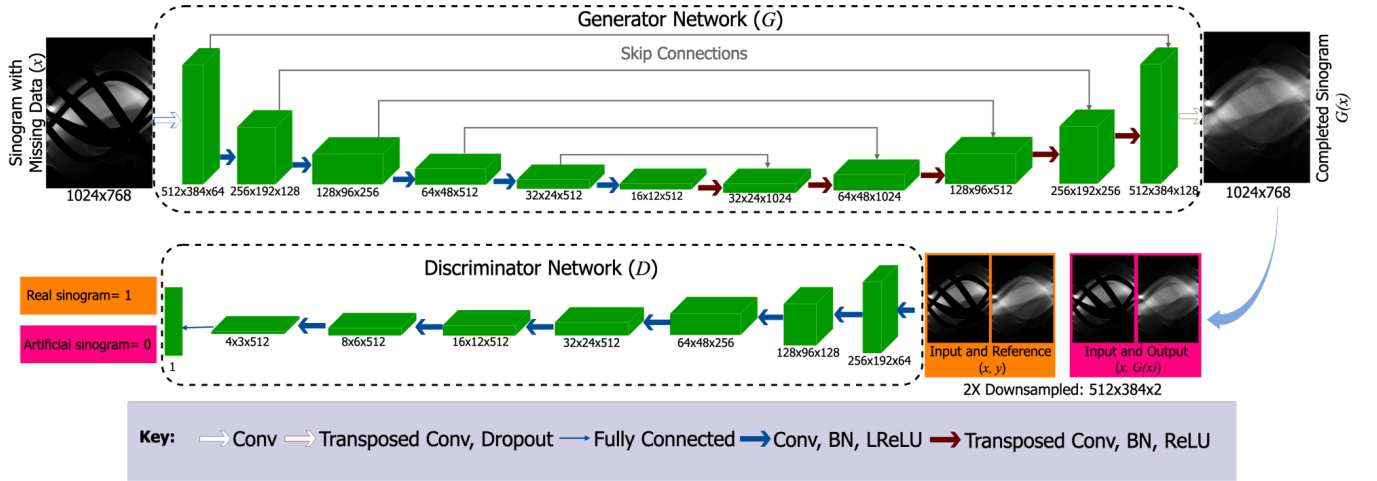 Generator Network (G)
Skip Connections
Sinogram with
Missing Data (x)
1024x768
512x384x64
256x192x128
128x96x256
64x48x512
32x24x512
16x12x512
32x24x1024
64x48x1024
128x96x512
256x192x256
512x384x128
1024x768
Completed Sinogram
G(x)
Discriminator Network (D)
Real sinogram= 1
Artificial sinogram= 0
1
4x3x512
8x6x512
16x12x512
32x24x512
64x48x256
128x96x128
256x192x64
Input and Reference
(x, y)
Input and Output
(x, G(x))
2X Downsampled: 512x384x2
Key: Conv Transposed Conv, Dropout Fully Connected Conv, BN, LReLU Transposed Conv, BN, ReLU